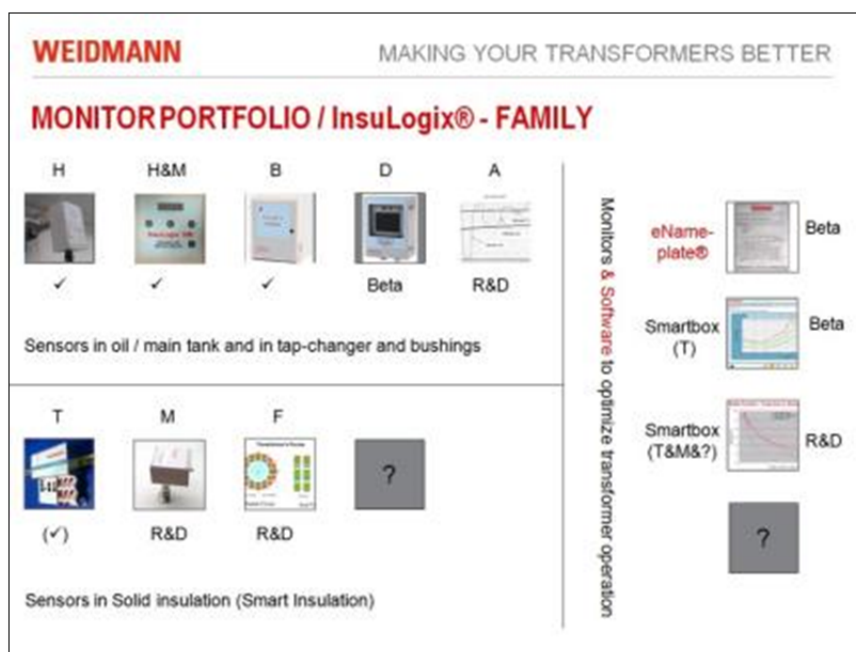 WEIDMANN
MAKING YOUR TRANSFORMERS BETTER
MONITOR PORTFOLIO / InsuLogix® - FAMILY
H H&M B D A
✓ ✓ ✓ Beta R&D
Sensors in oil / main tank and in tap-changer and bushings
T M F
?
(✓) R&D R&D
Sensors in Solid insulation (Smart Insulation)
Monitors & Software to optimize transformer operation
eName-
plate®
Beta
Smartbox
(T)
Beta
Smartbox
(T&M&?)
R&D
?